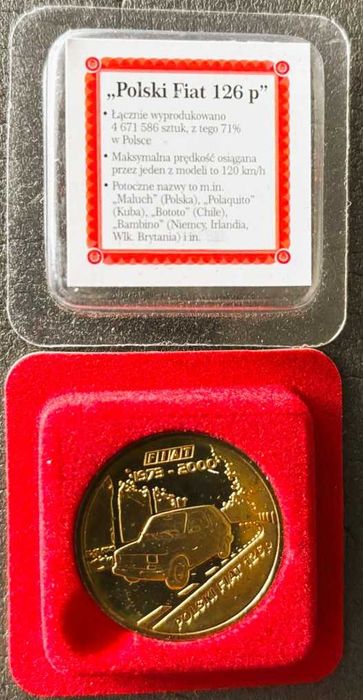 „Polski Fiat 126 p”
• Łącznie wyprodukowano
4 671 586 sztuk, z tego 71%
w Polsce
• Maksymalna prędkość osiągana
przez jeden z modeli to 120 km/h
• Potoczne nazwy to m.in.
"Maluch" (Polska), „Polaquito”
(Kuba), „Bototo” (Chile),
„Bambino” (Niemcy, Irlandia,
Wlk. Brytania) i in.
FIAT
1973 - 2000
POLSKI FIAT 126 p